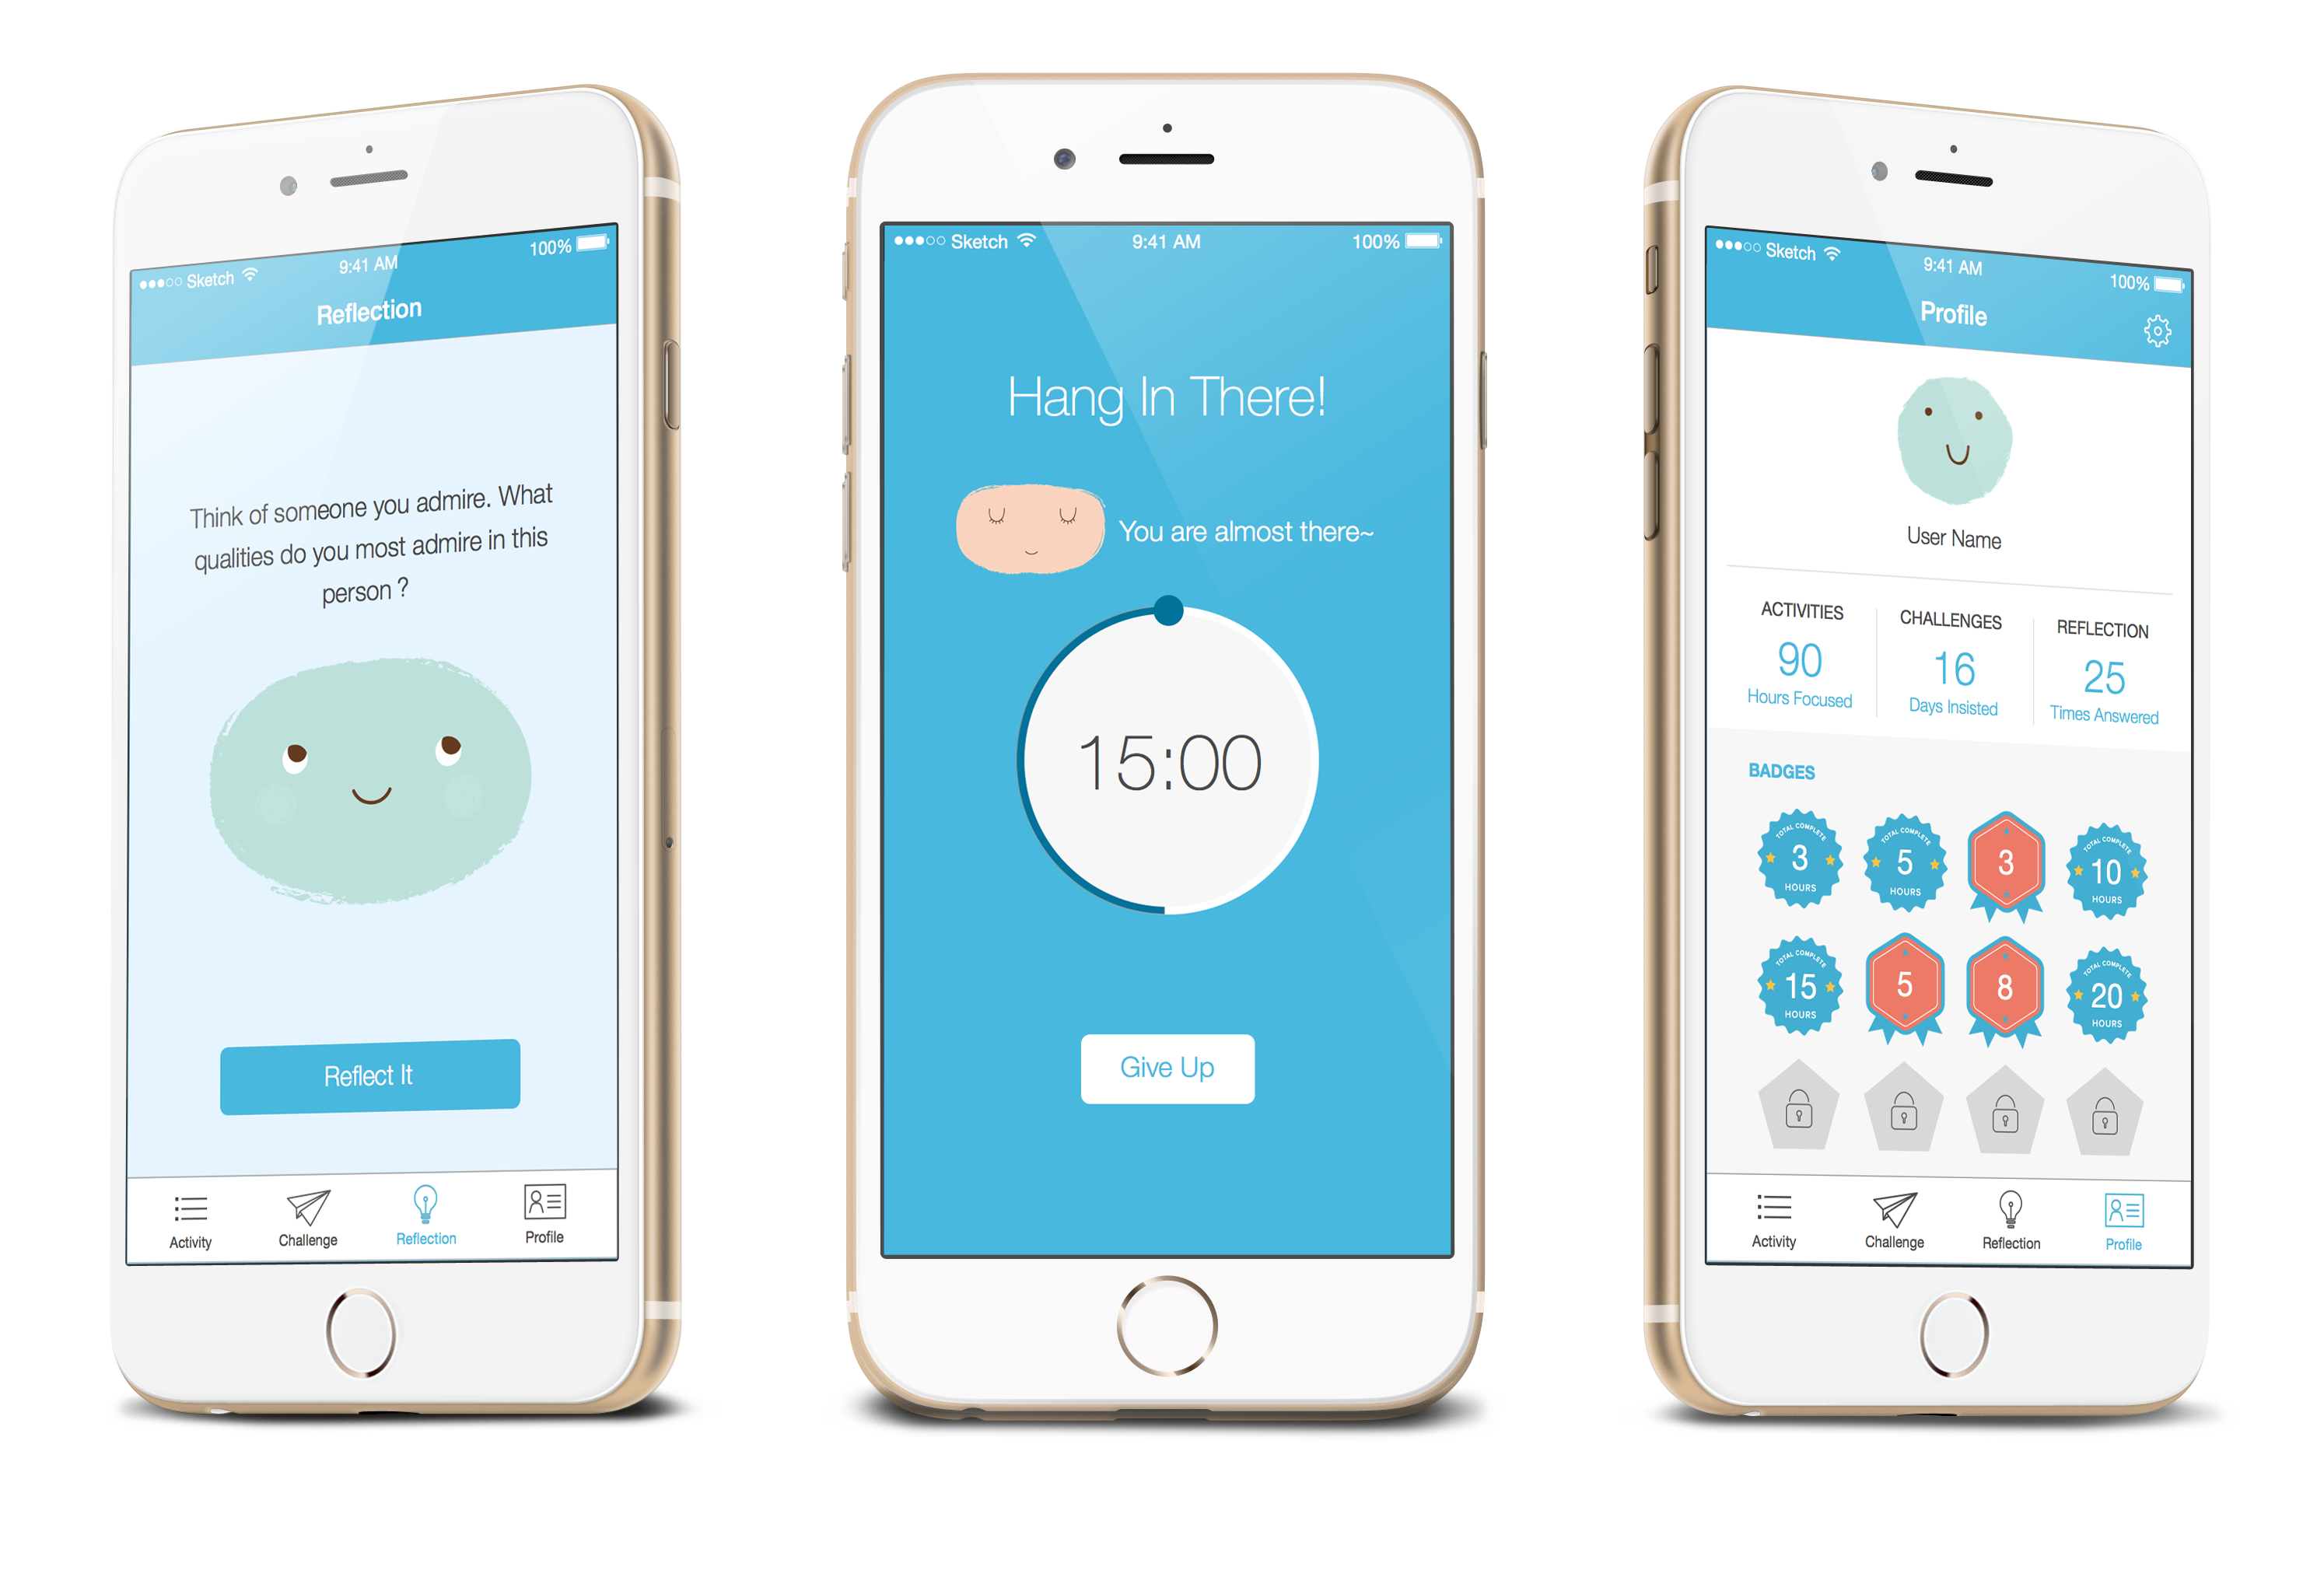 Sketch 9:41 AM 100%
Reflection
Think of someone you admire. What
qualities do you most admire in this
person ?
Reflect It
Activity Challenge Reflection Profile
Sketch 9:41 AM 100%
Hang In There!
You are almost there~
15:00
Give Up
Sketch 9:41 AM 100%
Profile
User Name
ACTIVITIES CHALLENGES REFLECTION
90 16 25
Hours Focused Days Insisted Times Answered
BADGES
TOTAL COMPLETE 3 HOURS
TOTAL COMPLETE 5 HOURS
3
TOTAL COMPLETE 10 HOURS
TOTAL COMPLETE 15 HOURS
5
8
TOTAL COMPLETE 20 HOURS
Activity Challenge Reflection Profile